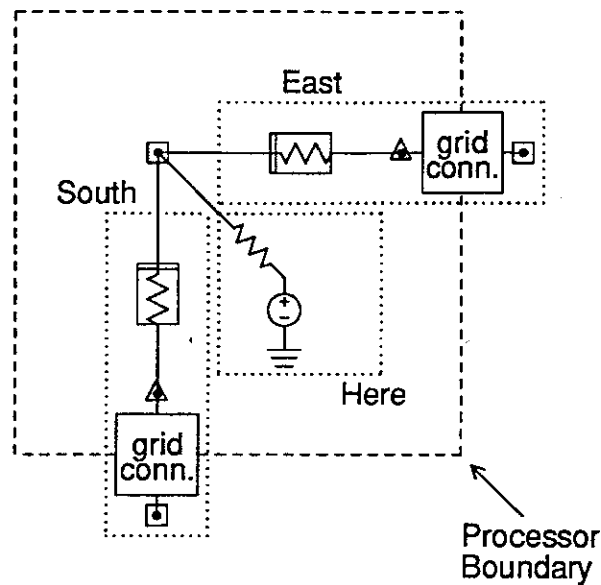 East
grid
conn.
South
+
-
Here
grid
conn.
Processor
Boundary